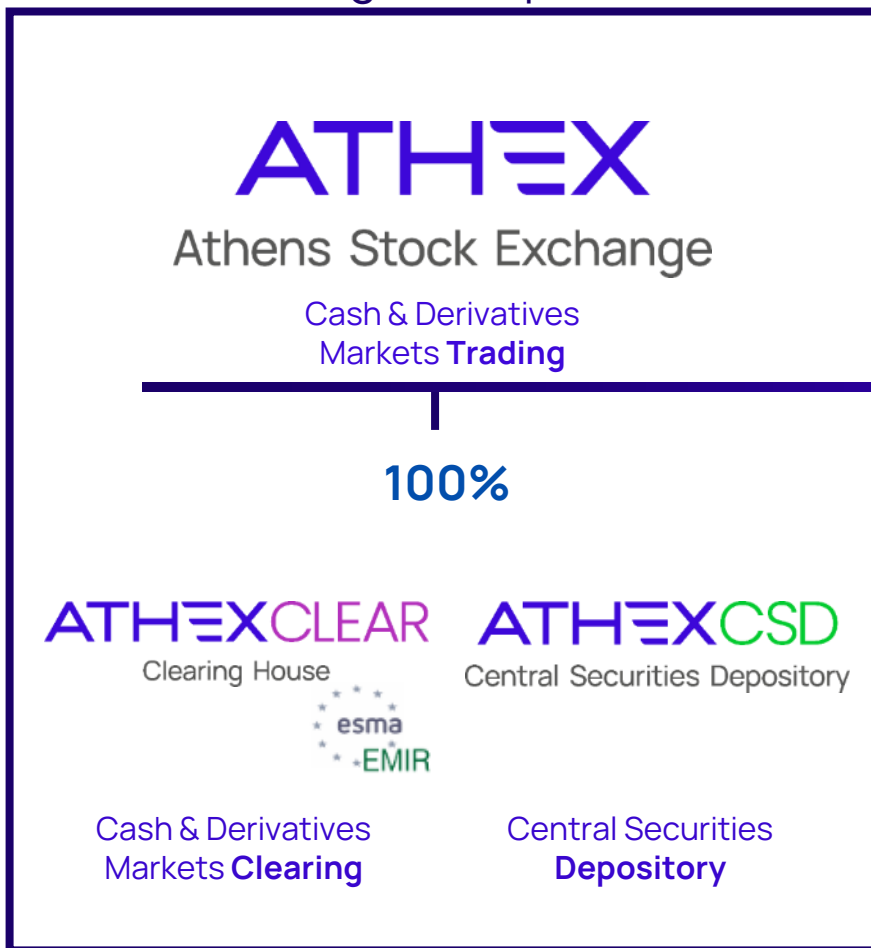 ATHEX
Athens Stock Exchange
Cash & Derivatives
Markets Trading
100%
ATHEXCLEAR
Clearing House
esma
EMIR
Cash & Derivatives
Markets Clearing
ATHEXCSD
Central Securities Depository
Central Securities
Depository